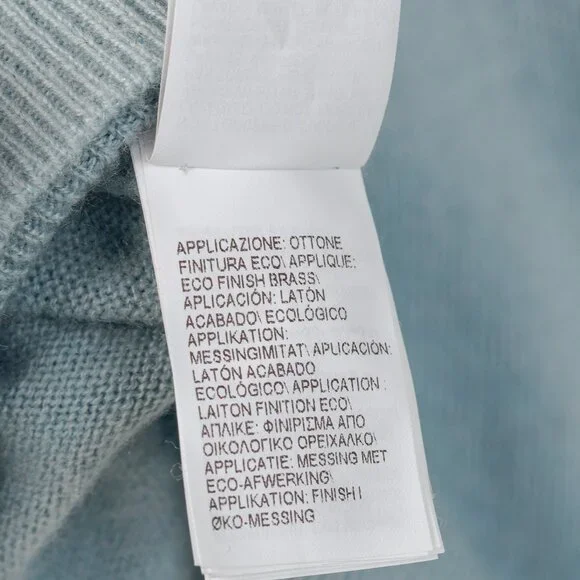 APPLICAZIONE: OTTONE
FINITURA ECO\ APPLIQUE:
ECO FINISH BRASS\
APLICACIÓN: LATÓN
ACABADO\ ECOLÓGICO
APPLIKATION:
MESSINGIMITAT\ APLICACIÓN:
LATÓN ACABADO
ECOLÓGICO\ APPLICATION :
LAITON FINITION ECO\
ΑΠΛΙΚΕ: ΦΙΝΙΡΙΣΜΑ ΑΠΟ
ΟΙΚΟΛΟΓΙΚΟ ΟΡΕΙΧΑΛΚΟ\
APPLICATIE: MESSING MET
ECO-AFWERKING\
APPLIKATION: FINISH I
ØKO-MESSING